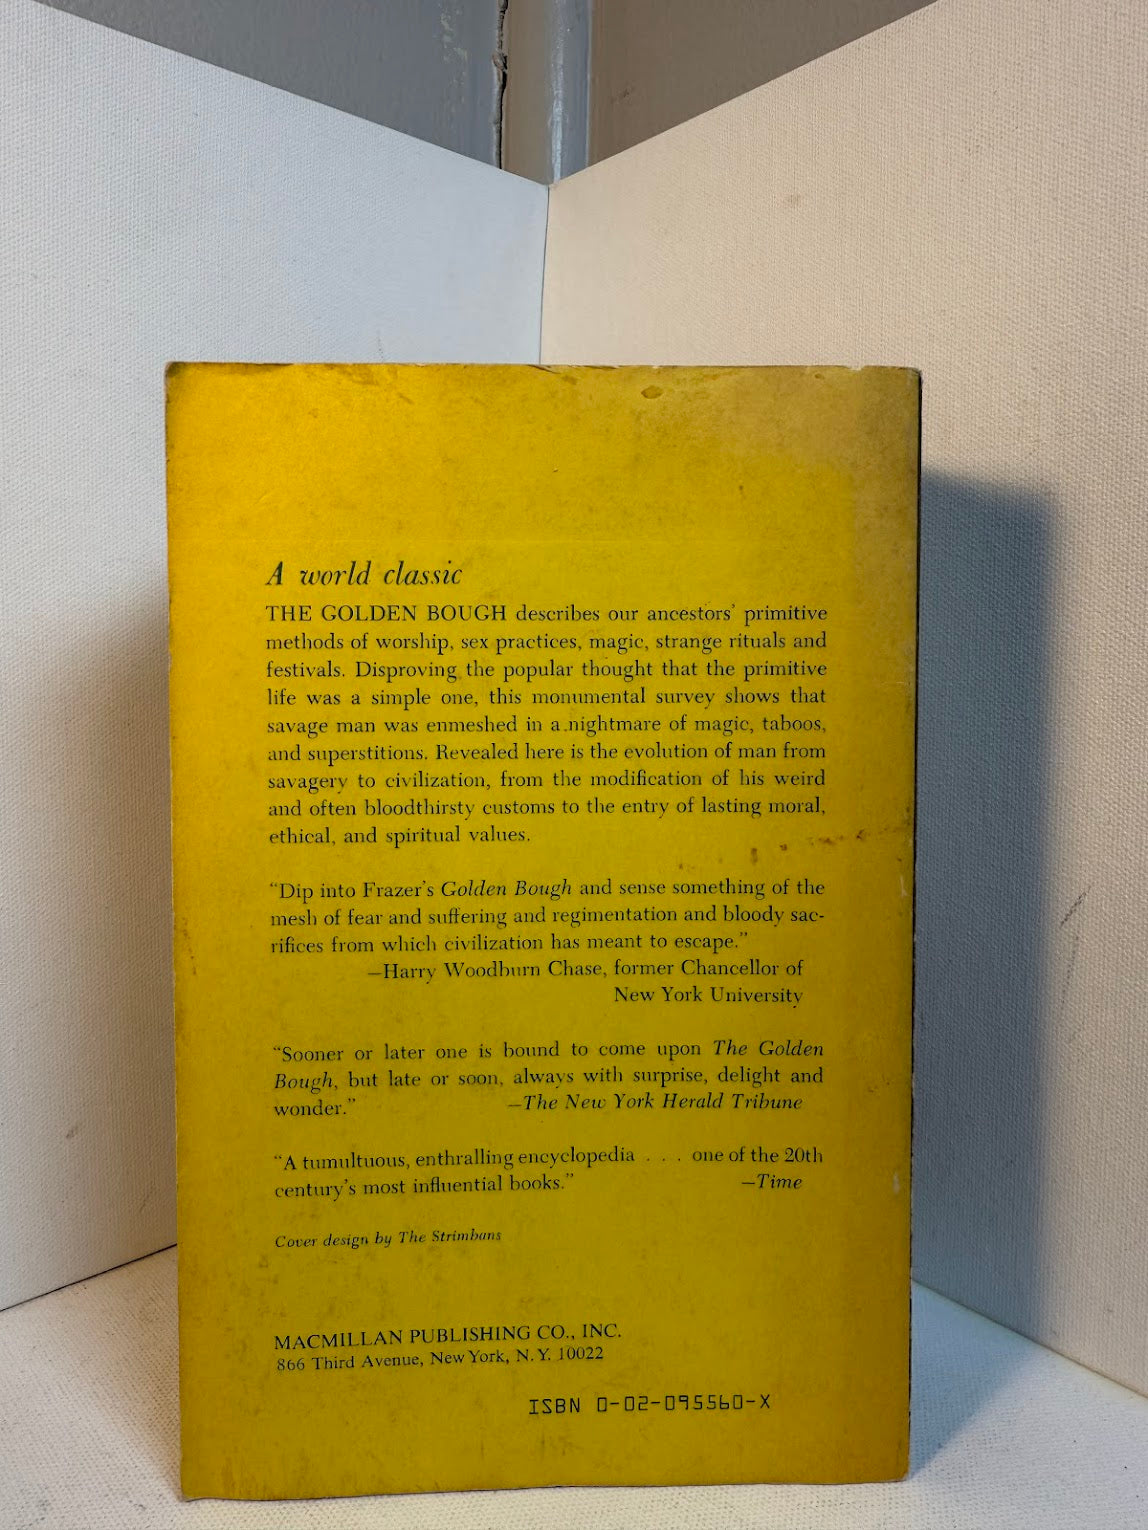 A world classic
THE GOLDEN BOUGH describes our ancestors' primitive
methods of worship, sex practices, magic, strange rituals and
festivals. Disproving the popular thought that the primitive
life was a simple one, this monumental survey shows that
savage man was enmeshed in a nightmare of magic, taboos,
and superstitions. Revealed here is the evolution of man from
savagery to civilization, from the modification of his weird
and often bloodthirsty customs to the entry of lasting moral,
ethical, and spiritual values.
"Dip into Frazer's Golden Bough and sense something of the
mesh of fear and suffering and regimentation and bloody sac-
rifices from which civilization has meant to escape."
—Harry Woodburn Chase, former Chancellor of
New York University
"Sooner or later one is bound to come upon The Golden
Bough, but late or soon, always with surprise, delight and
wonder." —The New York Herald Tribune
"A tumultuous, enthralling encyclopedia . . . one of the 20th
century's most influential books." —Time
Cover design by The Strimbans
MACMILLAN PUBLISHING CO., INC.
866 Third Avenue, New York, N. Y. 10022
ISBN 0-02-095560-X